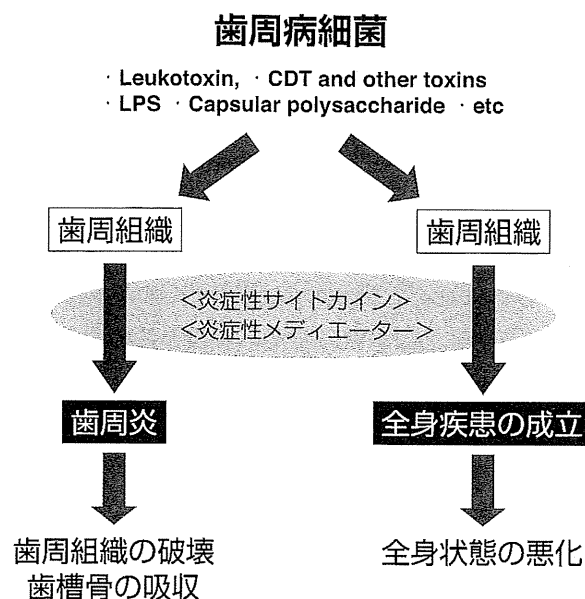 歯周病細菌
· Leukotoxin, · CDT and other toxins
· LPS · Capsular polysaccharide · etc
歯周組織
歯周組織
<炎症性サイトカイン>
<炎症性メディエーター>
歯周炎
全身疾患の成立
歯周組織の破壊
歯槽骨の吸収
全身状態の悪化